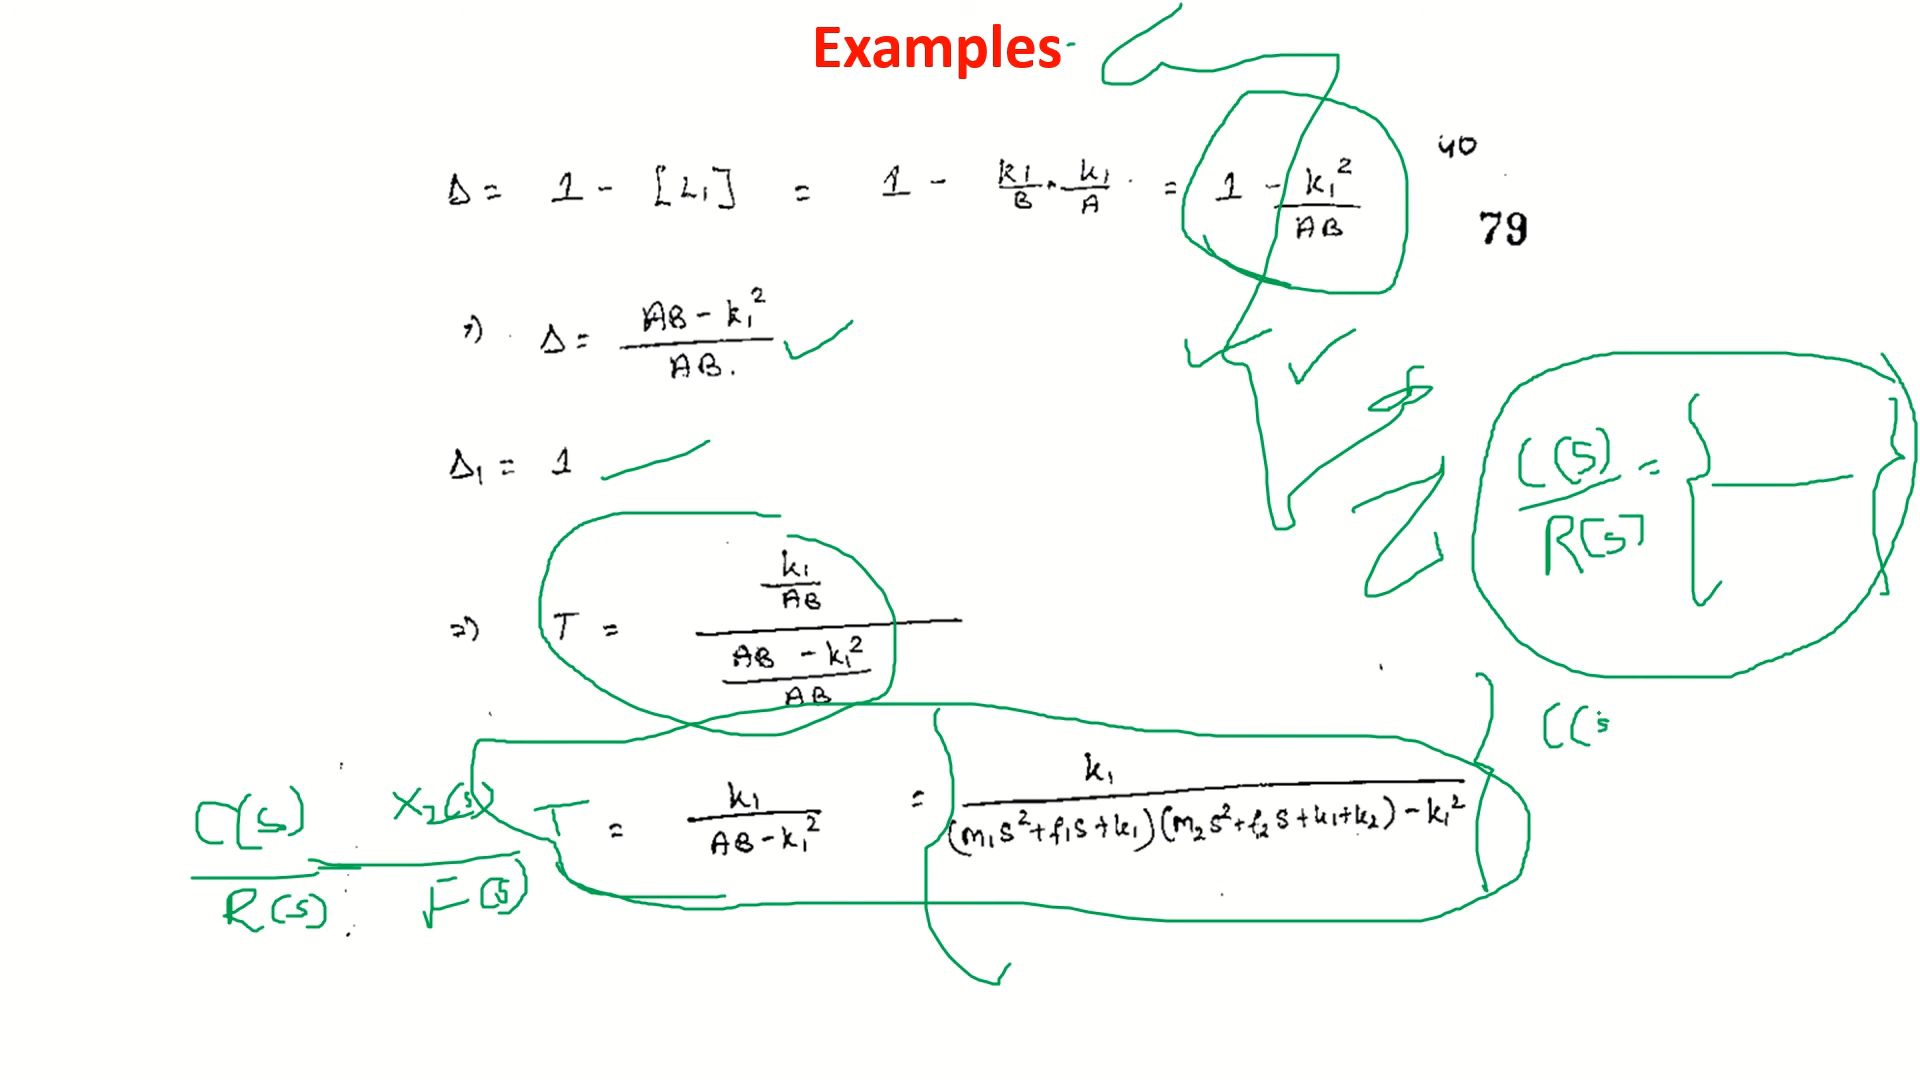 Examples
40
Δ = 1 - [L₁] = 1 - k₁/B · k₁/A = 1 - k₁²/AB
79
⇒) Δ = (AB - k₁²)/AB.
Δ₁ = 1
C(s)/R(s) = { — }
⇒) T = (k₁/AB)/((AB - k₁²)/AB)
C(s
C(s)/R(s) = X₂(s)/F(s) T = k₁/(AB - k₁²) = k₁/((m₁s² + f₁s + k₁)(m₂s² + f₂s + k₁ + k₂) - k₁²)